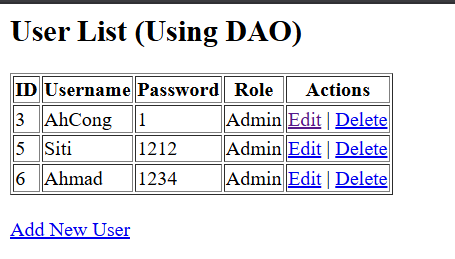 User List (Using DAO)
ID Username Password Role Actions
3 AhCong 1 Admin Edit | Delete
5 Siti 1212 Admin Edit | Delete
6 Ahmad 1234 Admin Edit | Delete
Add New User